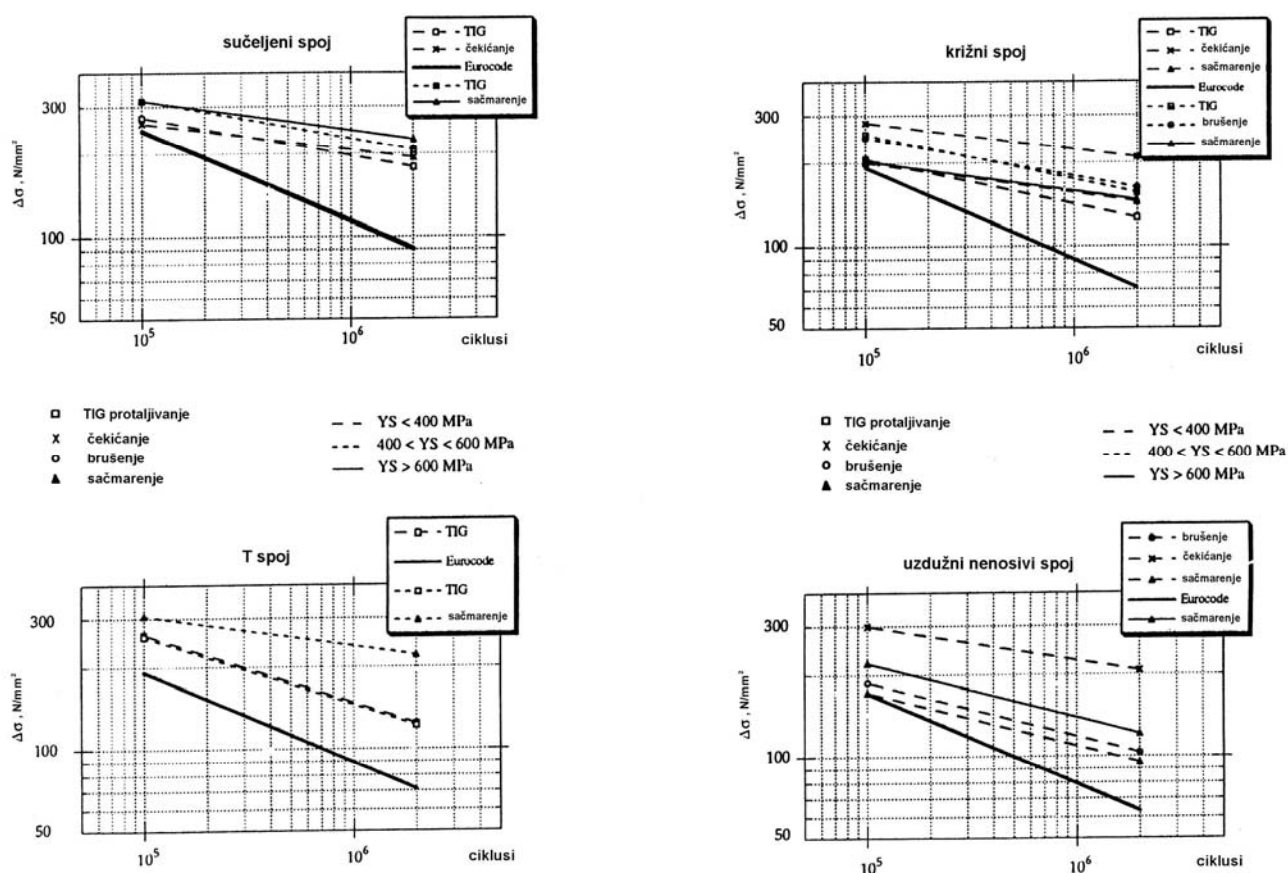 sučeljeni spoj
TIG
čekićanje
Eurocode
TIG
sačmarenje
Δσ , N/mm²
300
100
50
10⁵
10⁶
ciklusi
križni spoj
TIG
čekićanje
sačmarenje
Eurocode
TIG
brušenje
sačmarenje
Δσ , N/mm²
300
100
50
10⁵
10⁶
ciklusi
TIG protaljivanje
čekićanje
brušenje
sačmarenje
YS < 400 MPa
400 < YS < 600 MPa
YS > 600 MPa
TIG protaljivanje
čekićanje
brušenje
sačmarenje
YS < 400 MPa
400 < YS < 600 MPa
YS > 600 MPa
T spoj
TIG
Eurocode
TIG
sačmarenje
Δσ , N/mm²
300
100
50
10⁵
10⁶
ciklusi
uzdužni nenosivi spoj
brušenje
čekićanje
sačmarenje
Eurocode
sačmarenje
Δσ , N/mm²
300
100
50
10⁵
10⁶
ciklusi